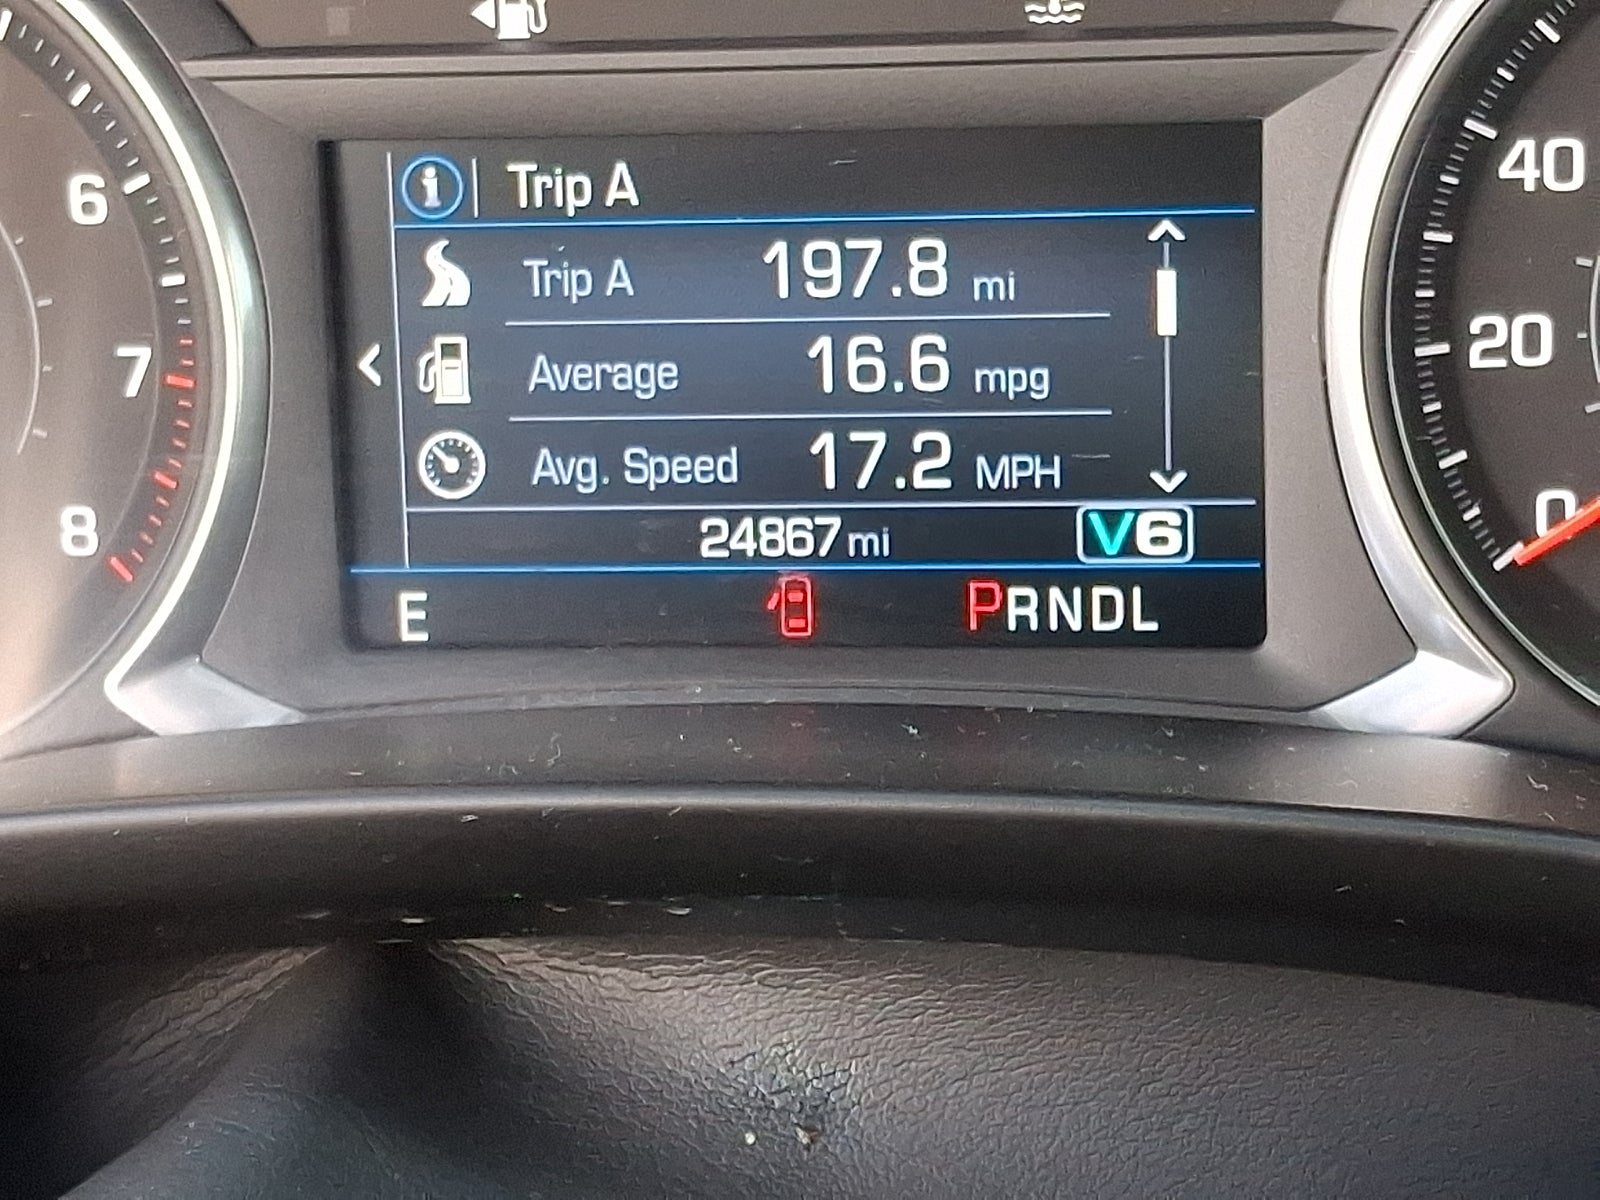 Trip A
Trip A 197.8 mi
Average 16.6 mpg
Avg. Speed 17.2 MPH
24867 mi V6
E PRNDL
6
7
8
40
20
0